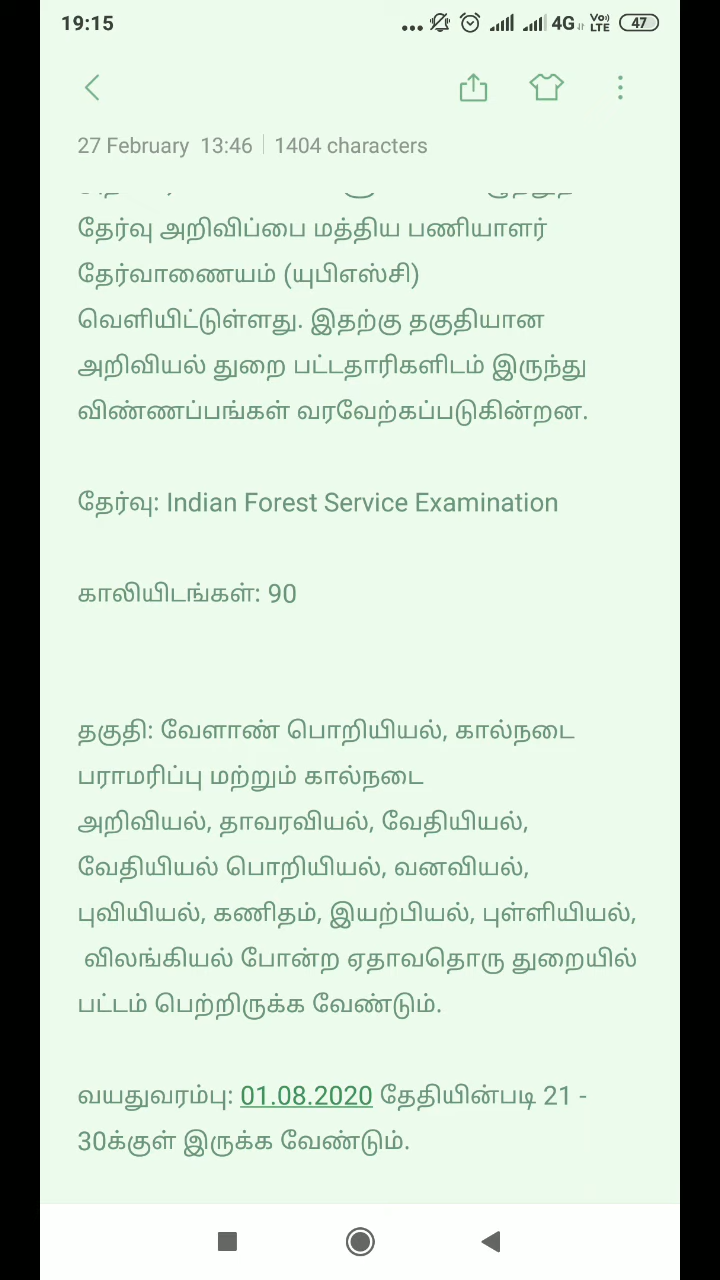 19:15
... 4G Vo) LTE 47
27 February 13:46 | 1404 characters
தேர்வு அறிவிப்பை மத்திய பணியாளர்
தேர்வாணையம் (யுபிஎஸ்சி)
வெளியிட்டுள்ளது. இதற்கு தகுதியான
அறிவியல் துறை பட்டதாரிகளிடம் இருந்து
விண்ணப்பங்கள் வரவேற்கப்படுகின்றன.
தேர்வு: Indian Forest Service Examination
காலியிடங்கள்: 90
தகுதி: வேளாண் பொறியியல், கால்நடை
பராமரிப்பு மற்றும் கால்நடை
அறிவியல், தாவரவியல், வேதியியல்,
வேதியியல் பொறியியல், வனவியல்,
புவியியல், கணிதம், இயற்பியல், புள்ளியியல்,
விலங்கியல் போன்ற ஏதாவதொரு துறையில்
பட்டம் பெற்றிருக்க வேண்டும்.
வயதுவரம்பு: 01.08.2020 தேதியின்படி 21 -
30க்குள் இருக்க வேண்டும்.